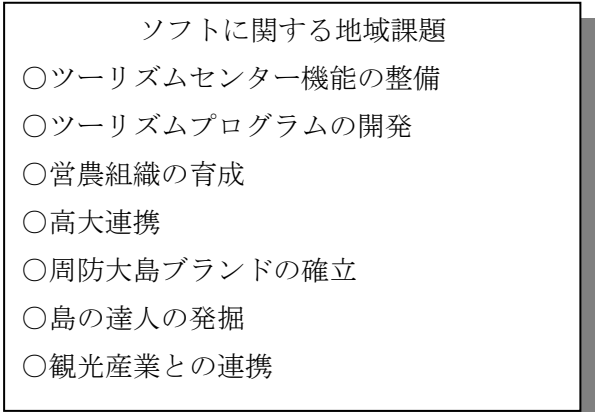 ソフトに関する地域課題
○ツーリズムセンター機能の整備
○ツーリズムプログラムの開発
○営農組織の育成
○高大連携
○周防大島ブランドの確立
○島の達人の発掘
○観光産業との連携